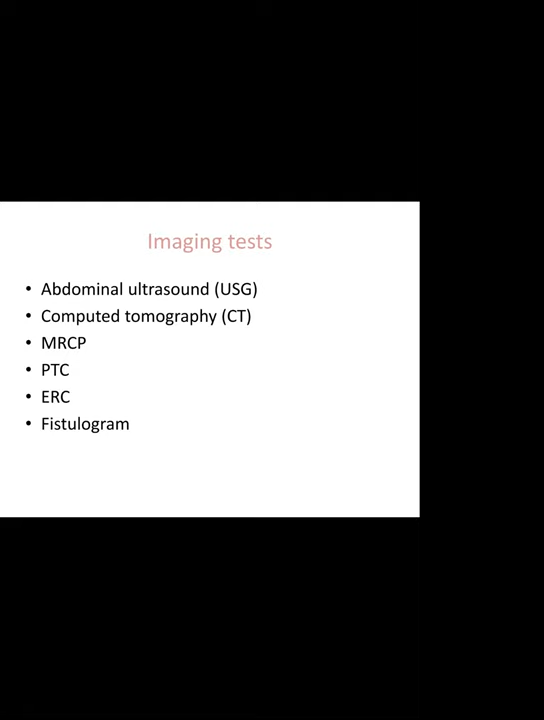 Imaging tests
• Abdominal ultrasound (USG)
• Computed tomography (CT)
• MRCP
• PTC
• ERC
• Fistulogram